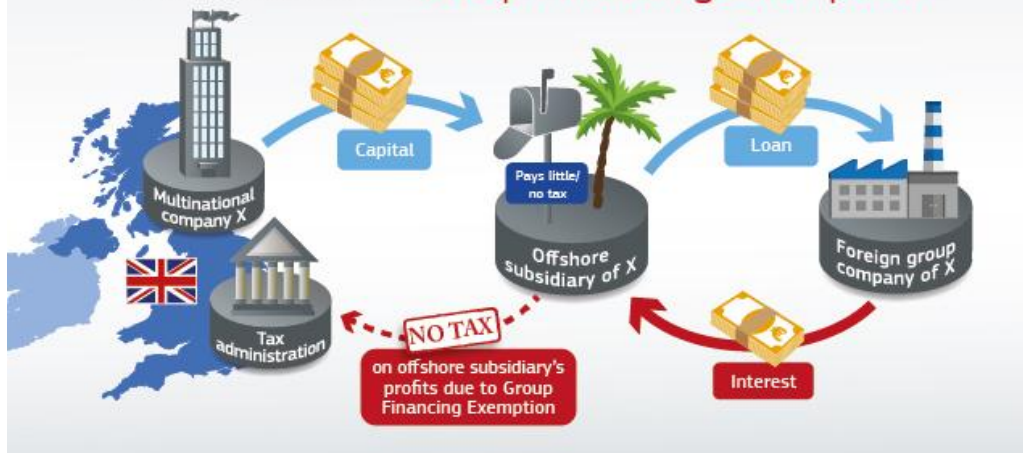 Capital
Loan
Pays little/
no tax
Multinational
company X
Offshore
subsidiary of X
Foreign group
company of X
Tax
administration
NO TAX
on offshore subsidiary's
profits due to Group
Financing Exemption
Interest